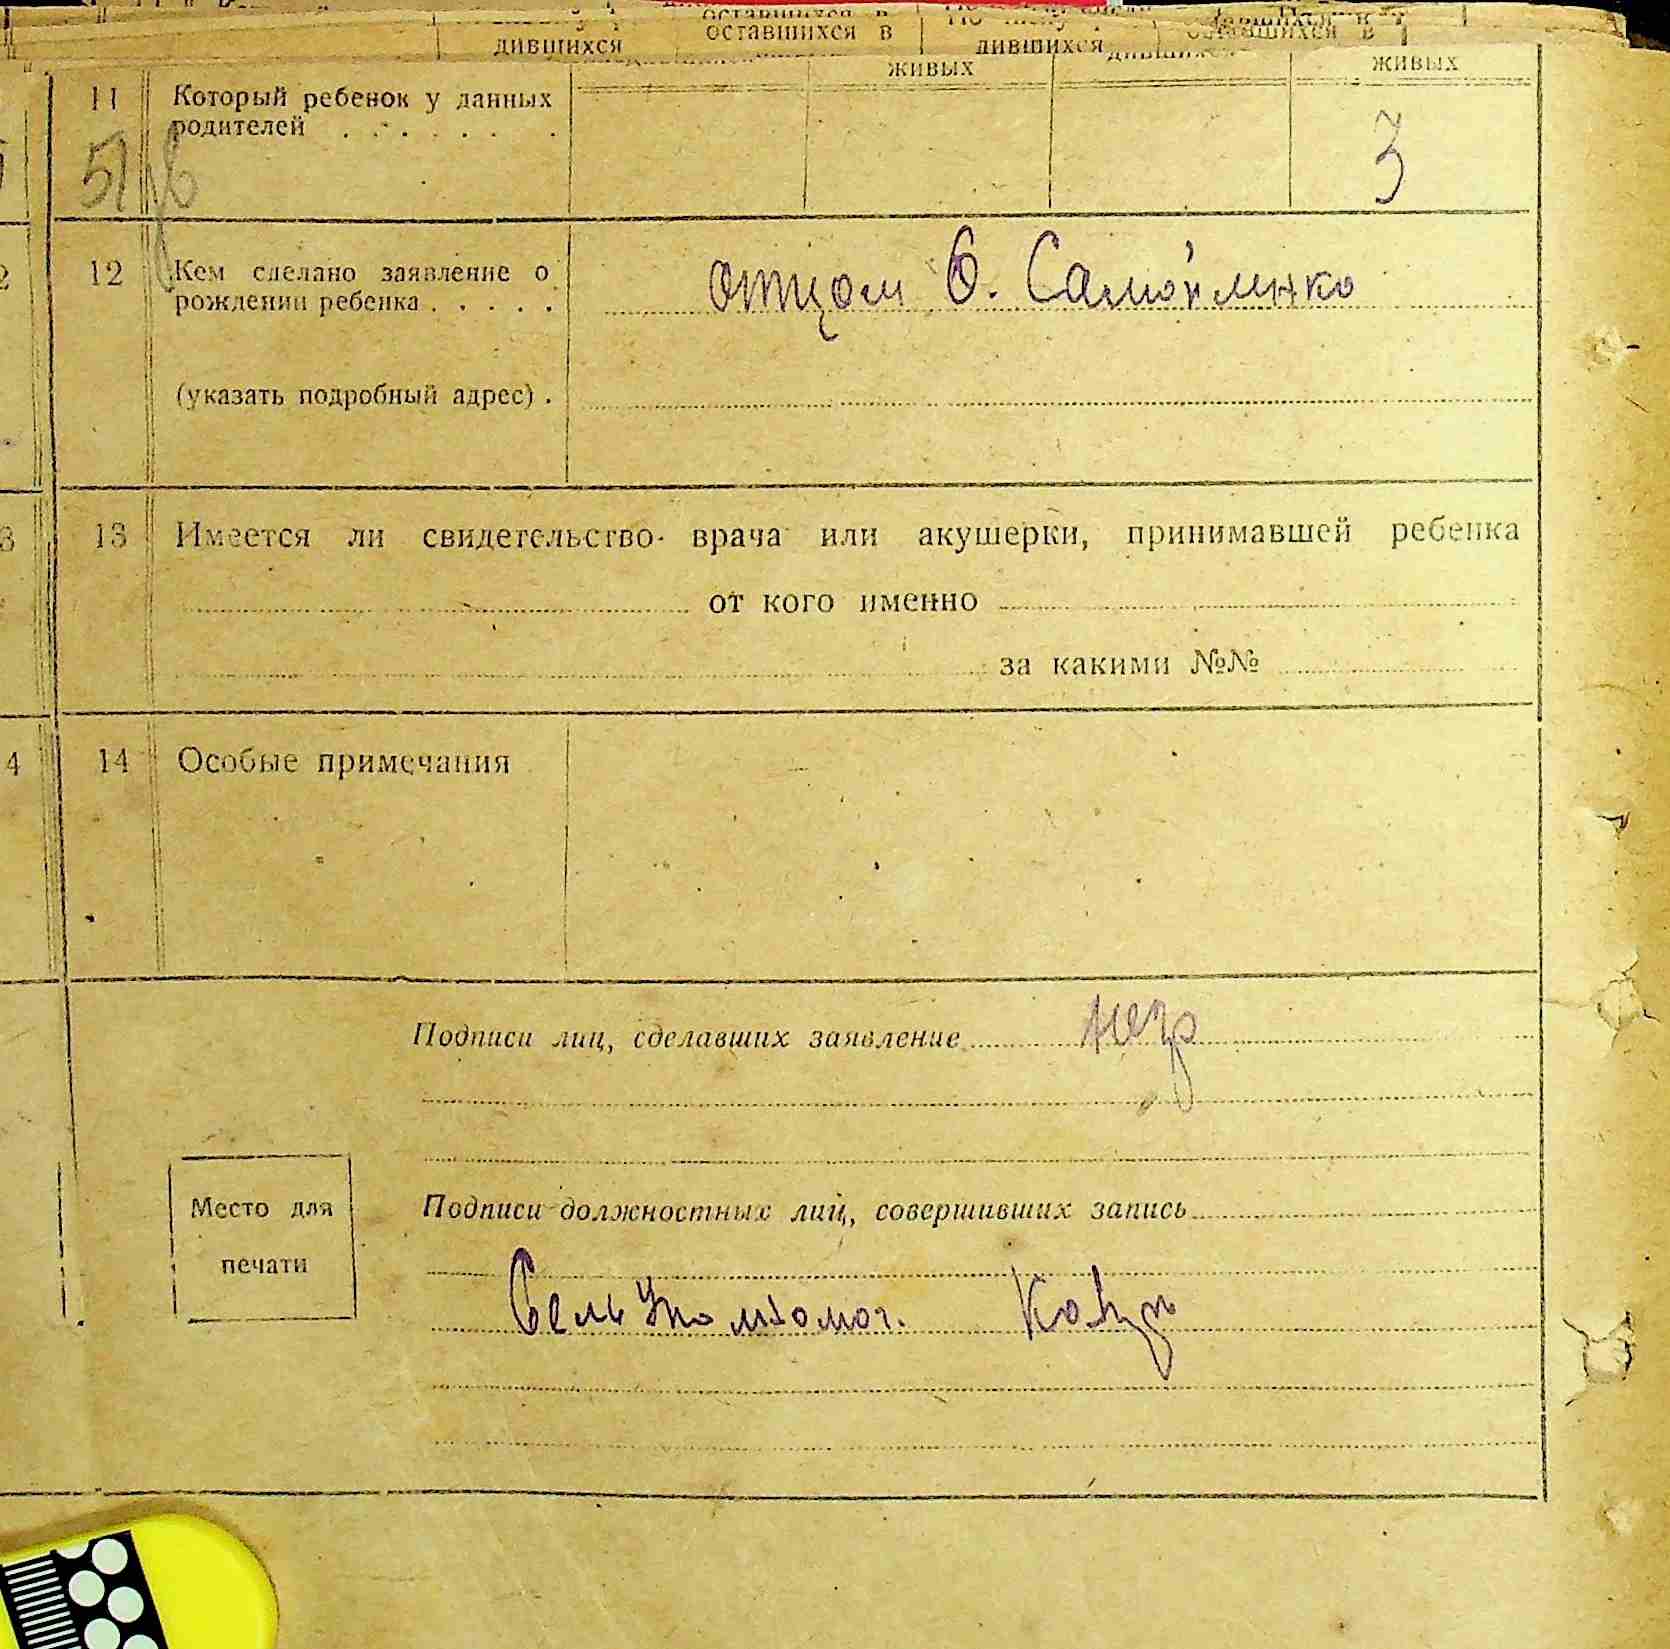 оставшихся в
дившихся оставшихся в дившихся
живых живых
11 Который ребенок у данных
родителей . . . . . . 3
12 Кем сделано заявление о
рождении ребенка . . . . . отцом
(указать подробный адрес) .
13 Имеется ли свидетельство врача или акушерки, принимавшей ребенка
от кого именно
за какими №№
4 14 Особые примечания
Подписи лиц, сделавших заявление
Место для
печати
Подписи должностных лиц, совершивших запись